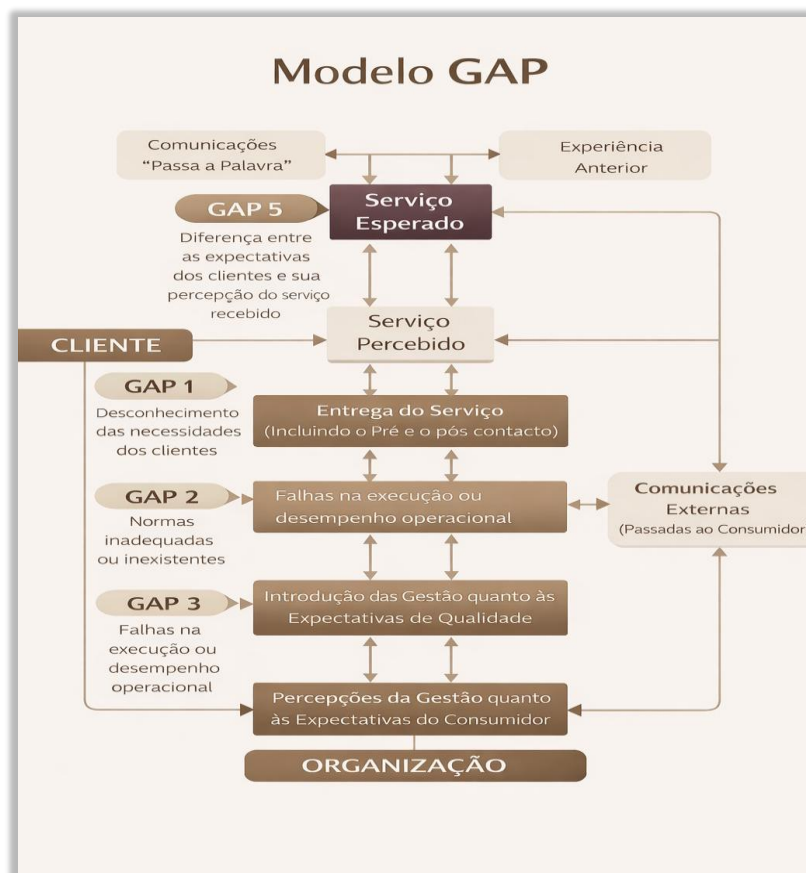 Modelo GAP
Comunicações
“Passa a Palavra”
Experiência
Anterior
GAP 5
Serviço
Esperado
Diferença entre
as expectativas
dos clientes e sua
percepção do serviço
recebido
Serviço
Percebido
CLIENTE
GAP 1
Desconhecimento
das necessidades
dos clientes
Entrega do Serviço
(Incluindo o Pré e o pós contacto)
GAP 2
Normas
inadequadas
ou inexistentes
Falhas na execução ou
desempenho operacional
Comunicações
Externas
(Passadas ao Consumidor
GAP 3
Falhas na
execução ou
desempenho
operacional
Introdução das Gestão quanto às
Expectativas de Qualidade
Percepções da Gestão quanto
às Expectativas do Consumidor
ORGANIZAÇÃO